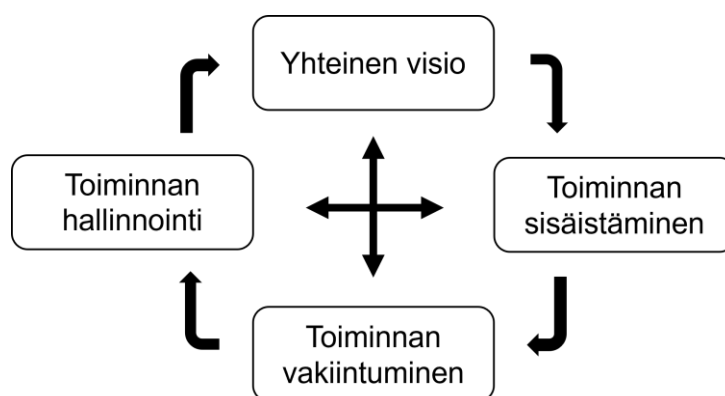 Yhteinen visio
Toiminnan
hallinnointi
Toiminnan
sisäistäminen
Toiminnan
vakiintuminen